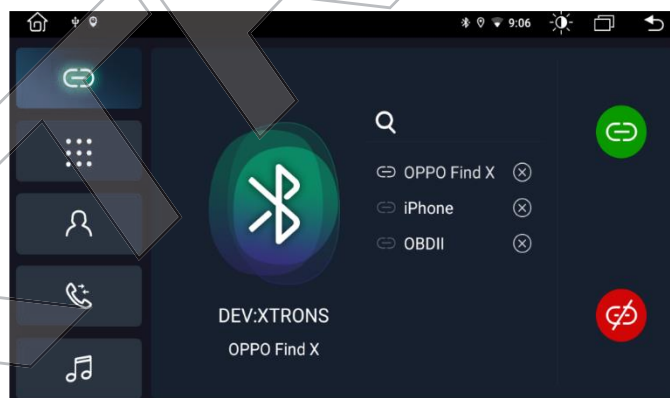 9:06
OPPO Find X
iPhone
OBDII
DEV:XTRONS
OPPO Find X